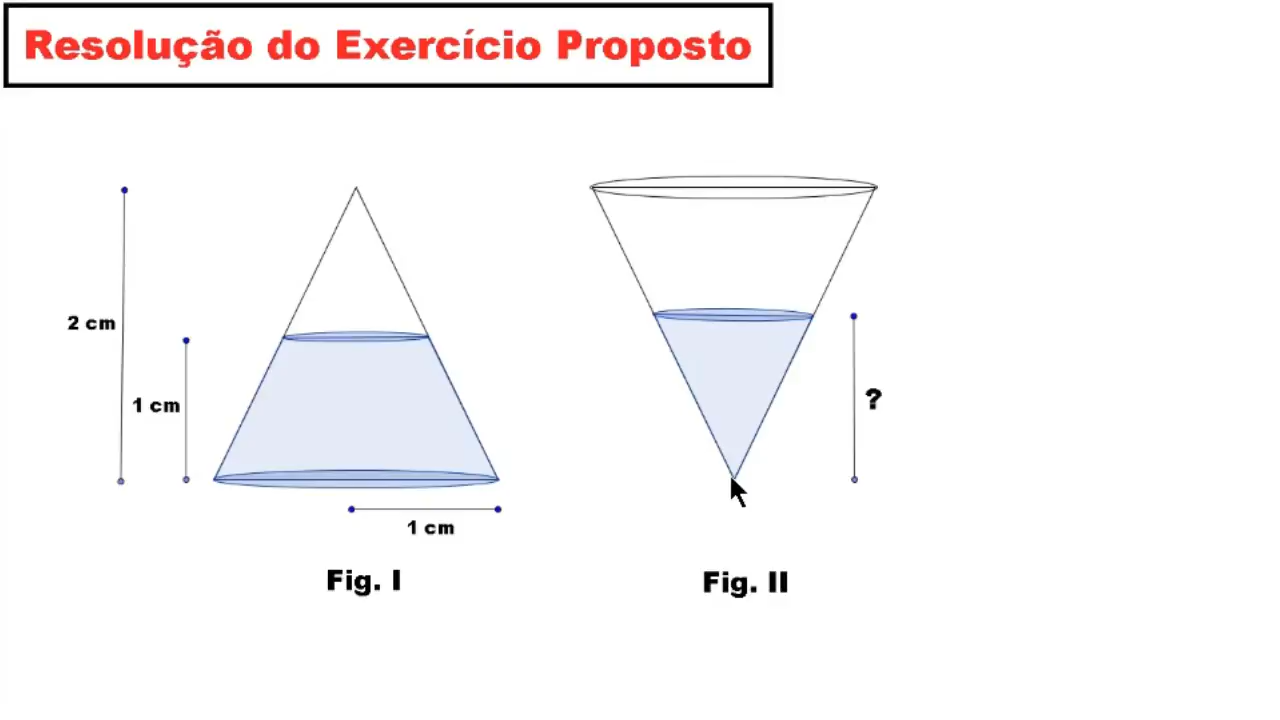 Resolução do Exercício Proposto
2 cm
1 cm
?
1 cm
Fig. I
Fig. II